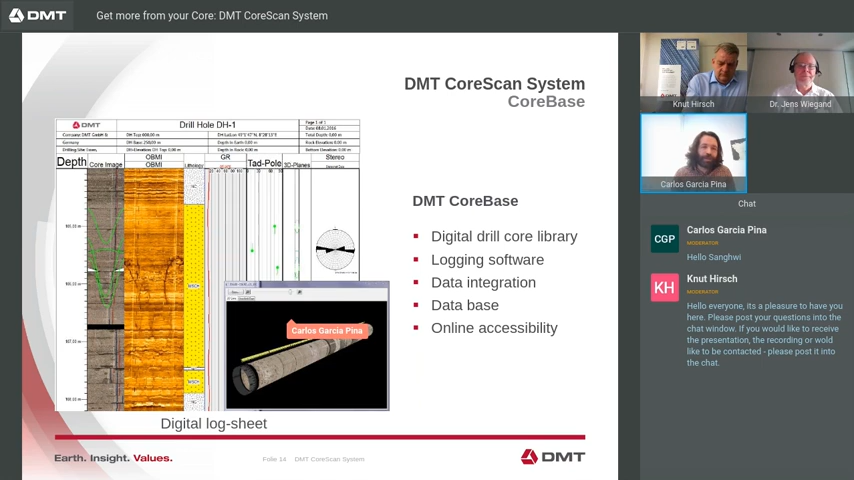 DMT
Get more from your Core: DMT CoreScan System
DMT CoreScan System
CoreBase
DMT
Drill Hole DH-1
Page 1 of 1
Germany
Depth
Core Image
OBMI
OBMI
Lithology
GR
Tad-Pole
3D-Planes
Stereo
Carlos Garcia Pina
Digital log-sheet
DMT CoreBase
Digital drill core library
Logging software
Data integration
Data base
Online accessibility
Earth. Insight. Values.
Folie 14 DMT CoreScan System
DMT
Knut Hirsch
Dr. Jens Wiegand
Carlos Garcia Pina
Chat
CGP
Carlos Garcia Pina
MODERATOR
Hello Sanghwi
KH
Knut Hirsch
MODERATOR
Hello everyone, its a pleasure to have you
here. Please post your questions into the
chat window. If you would like to receive
the presentation, the recording or wold
like to be contacted - please post it into
the chat.